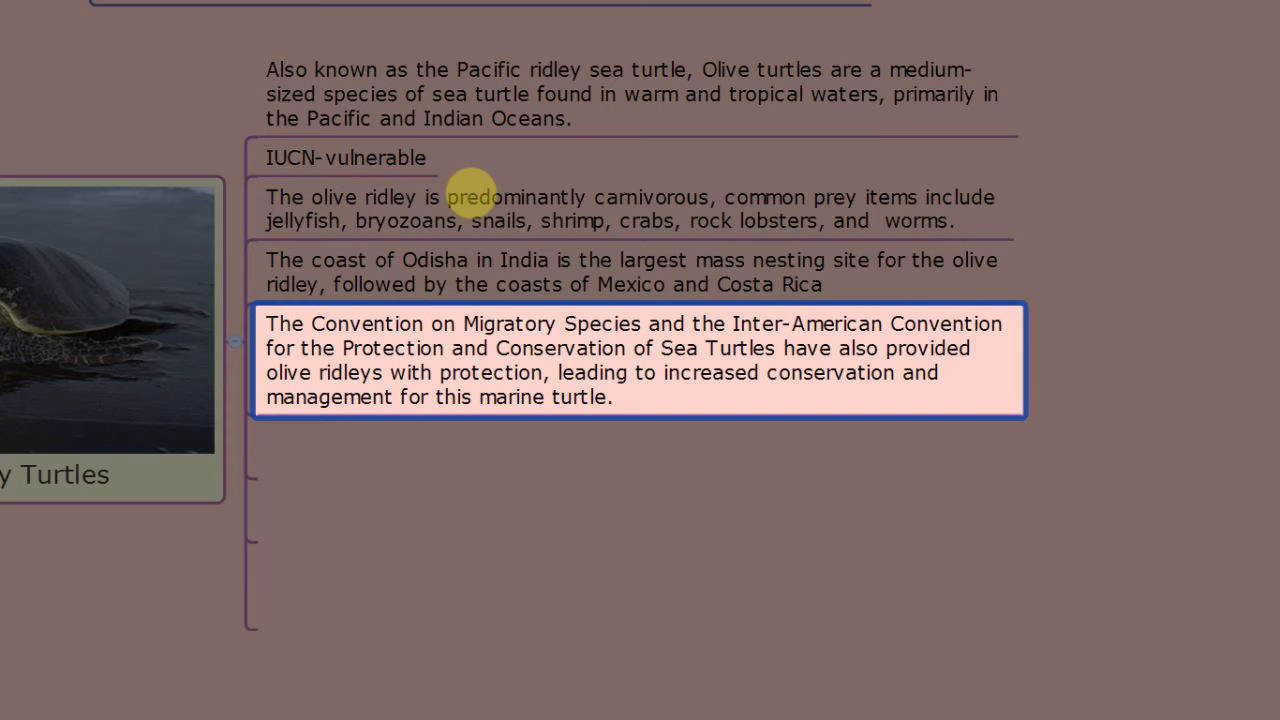 Also known as the Pacific ridley sea turtle, Olive turtles are a medium-
sized species of sea turtle found in warm and tropical waters, primarily in
the Pacific and Indian Oceans.
IUCN-vulnerable
The olive ridley is predominantly carnivorous, common prey items include
jellyfish, bryozoans, snails, shrimp, crabs, rock lobsters, and worms.
The coast of Odisha in India is the largest mass nesting site for the olive
ridley, followed by the coasts of Mexico and Costa Rica
The Convention on Migratory Species and the Inter-American Convention
for the Protection and Conservation of Sea Turtles have also provided
olive ridleys with protection, leading to increased conservation and
management for this marine turtle.
y Turtles